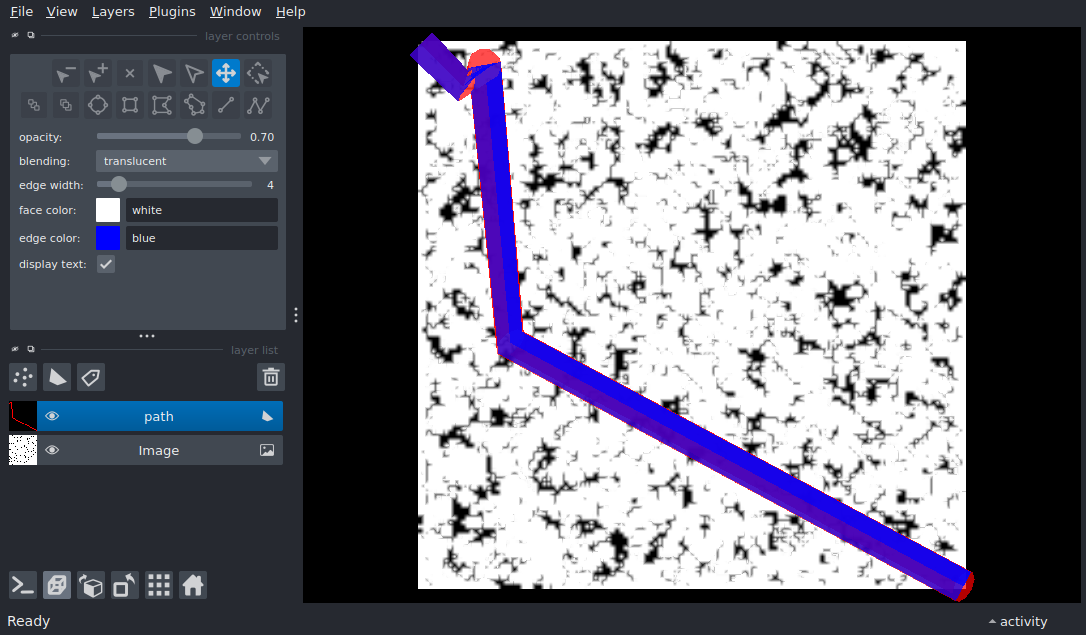 File View Layers Plugins Window Help
layer controls
opacity: 0.70
blending: translucent
edge width: 4
face color: white
edge color: blue
display text:
layer list
path
Image
Ready activity